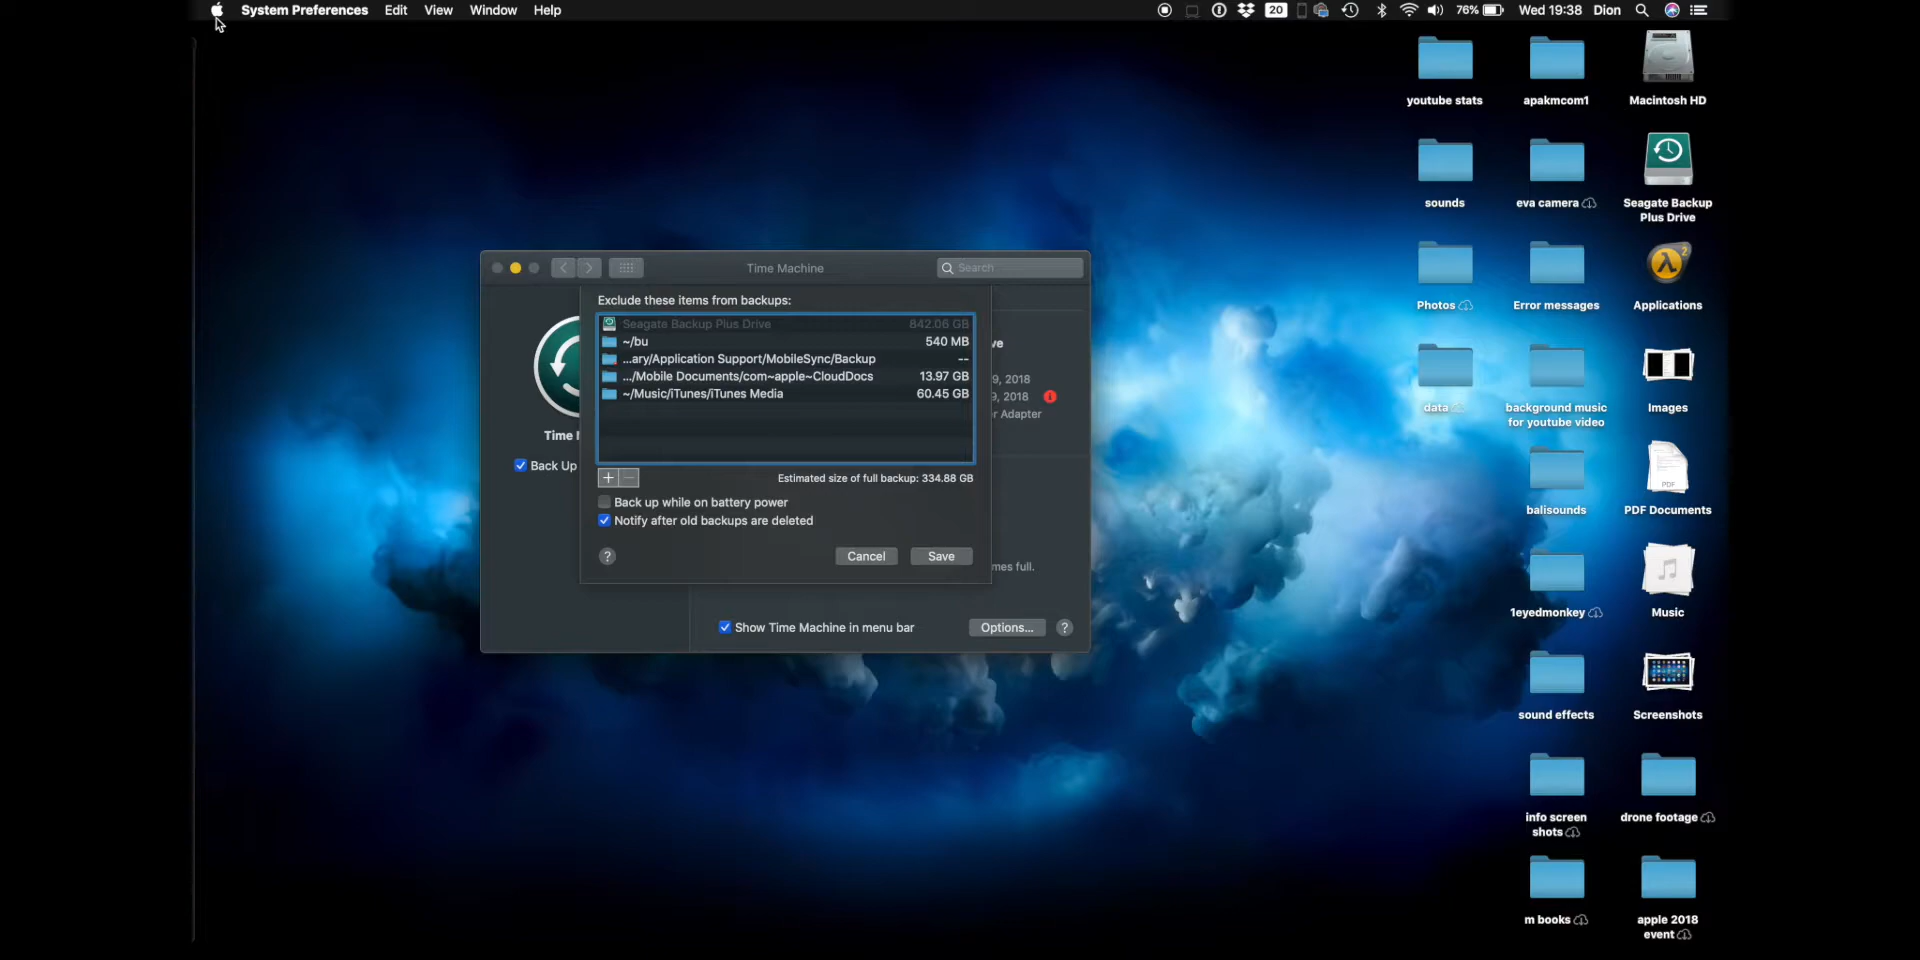 System Preferences Edit View Window Help
20 76% Wed 19:38 Dion
youtube stats
apakmcom1
Macintosh HD
sounds
eva camera
Seagate Backup
Plus Drive
Photos
Error messages
Applications
data
background music
for youtube video
Images
balisounds
PDF
PDF Documents
1eyedmonkey
Music
sound effects
Screenshots
info screen
shots
drone footage
m books
apple 2018
event
Time Machine
Search
Exclude these items from backups:
Seagate Backup Plus Drive 842.06 GB
~/bu 540 MB
...ary/Application Support/MobileSync/Backup --
.../Mobile Documents/com~apple~CloudDocs 13.97 GB
~/Music/iTunes/iTunes Media 60.45 GB
+ − Estimated size of full backup: 334.88 GB
Back up while on battery power
Notify after old backups are deleted
? Cancel Save
Time
Back Up
ve
9, 2018
9, 2018
r Adapter
mes full.
Show Time Machine in menu bar Options... ?